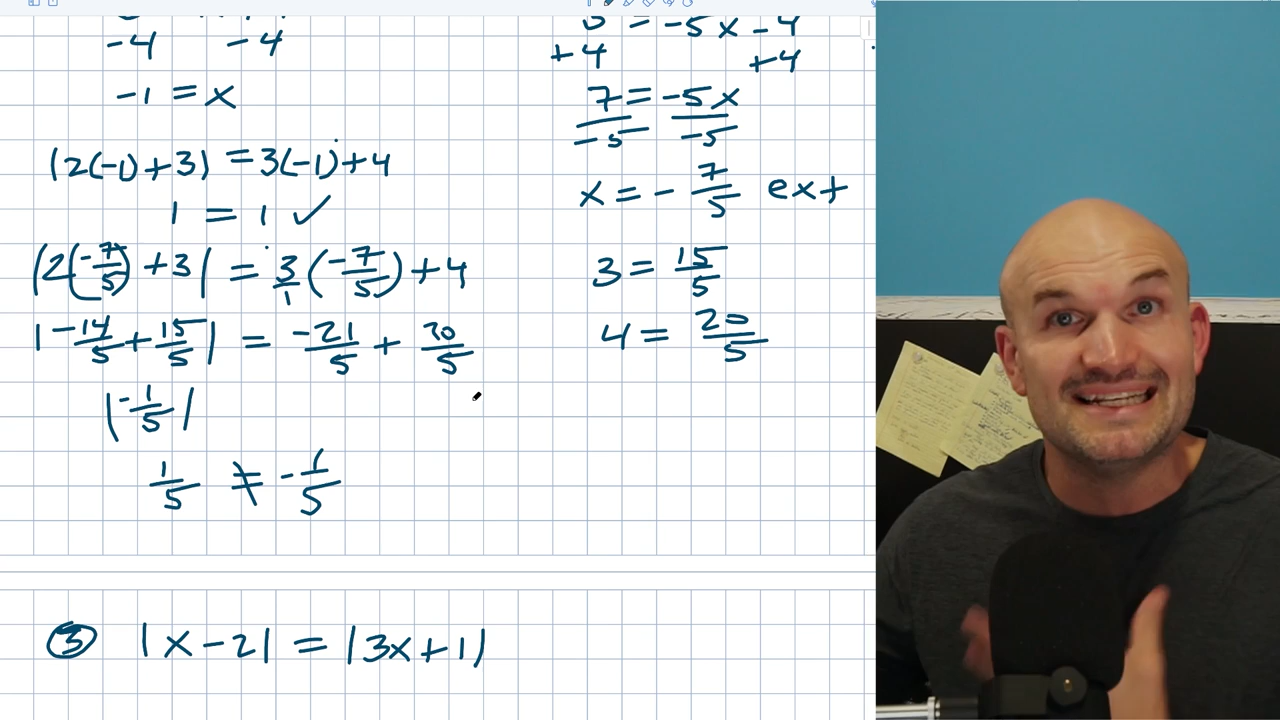 -4 -4
-1 = x
|2(-1)+3| = 3(-1)+4
1 = 1 ✓
|2(-7/5)+3| = 3/1(-7/5)+4
|-14/5+15/5| = -21/5 + 20/5
|-1/5|
1/5 ≠ -1/5
= -5x - 4
+4 +4
7 = -5x
-5 -5
x = -7/5 ext
3 = 15/5
4 = 20/5
③ |x-2| = |3x+1|